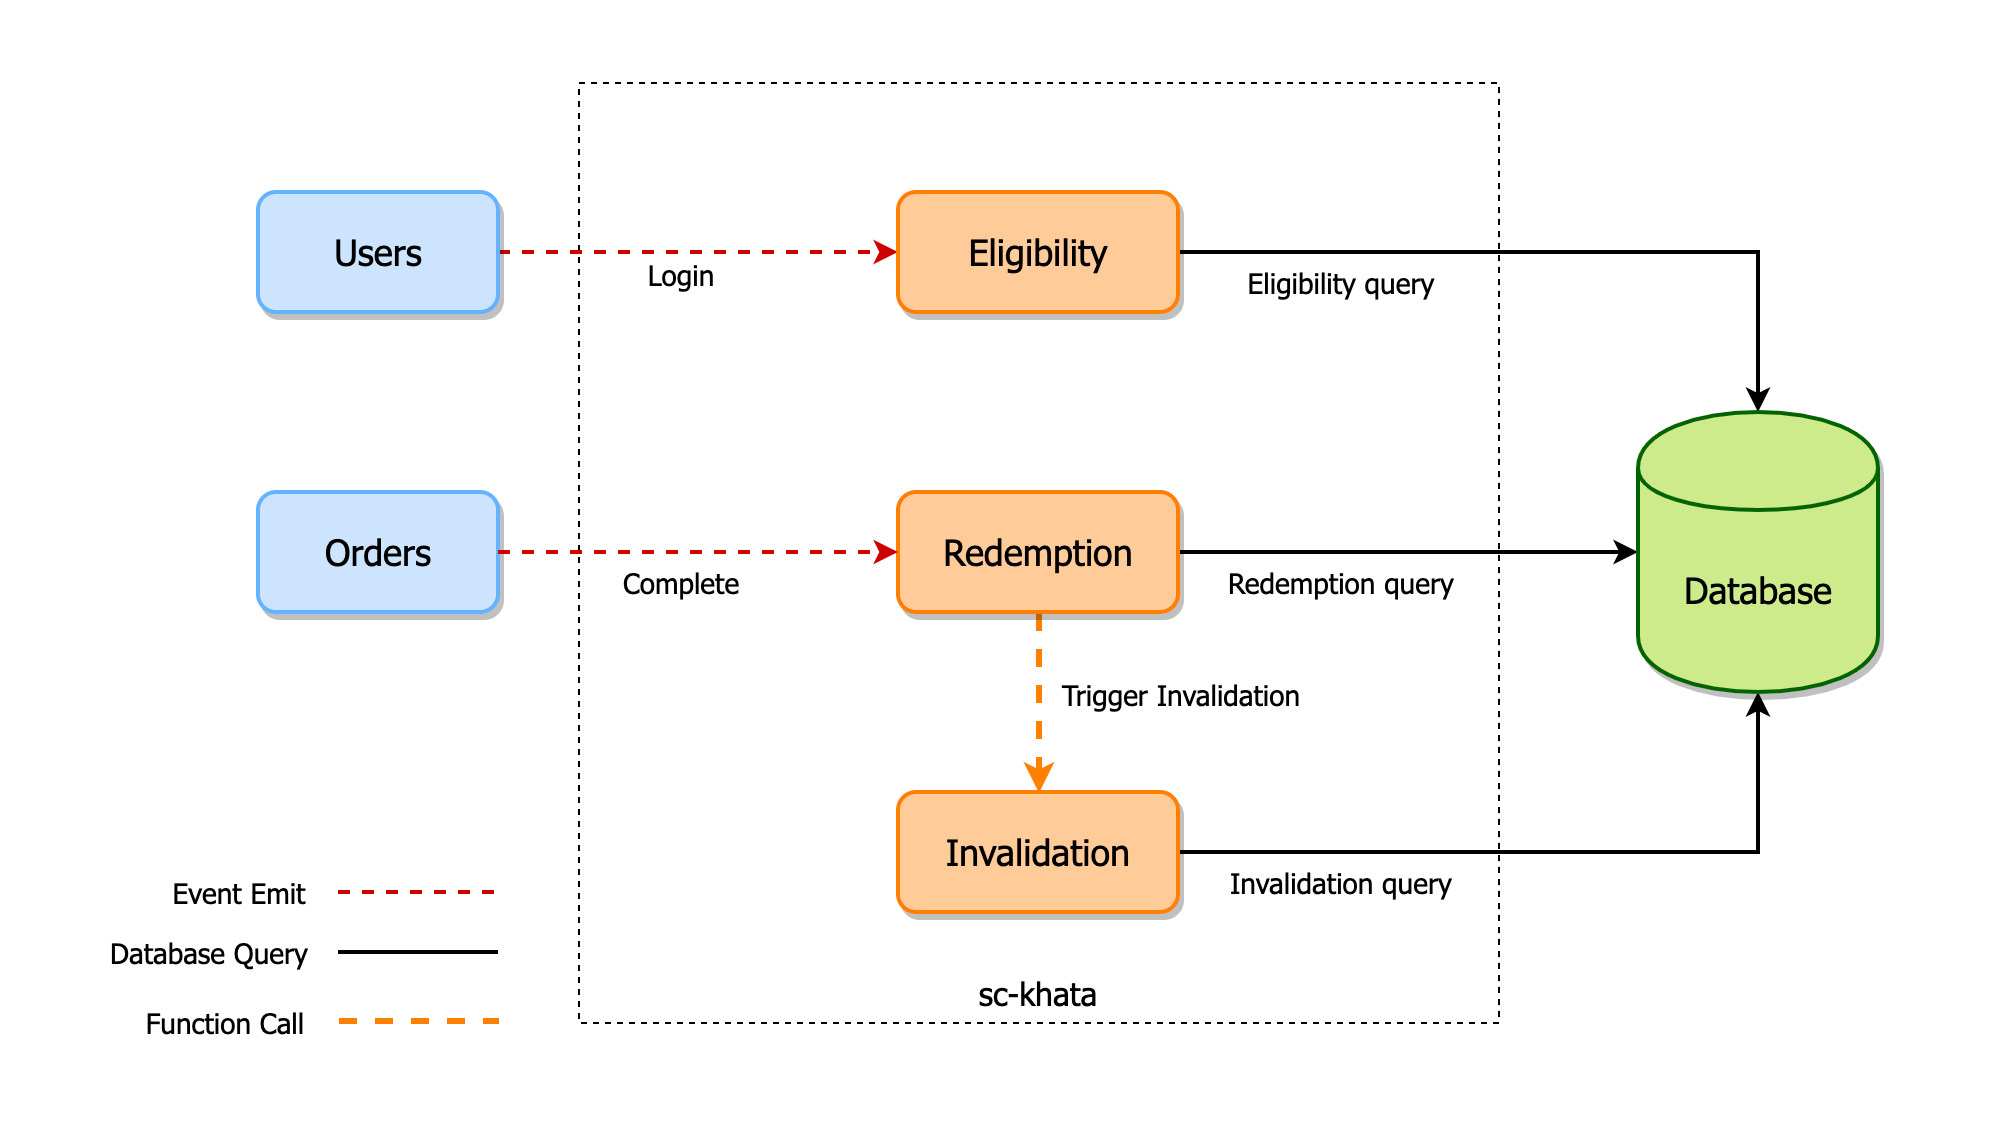 Users
Login
Eligibility
Eligibility query
Orders
Complete
Redemption
Redemption query
Database
Trigger Invalidation
Invalidation
Invalidation query
Event Emit
Database Query
Function Call
sc-khata